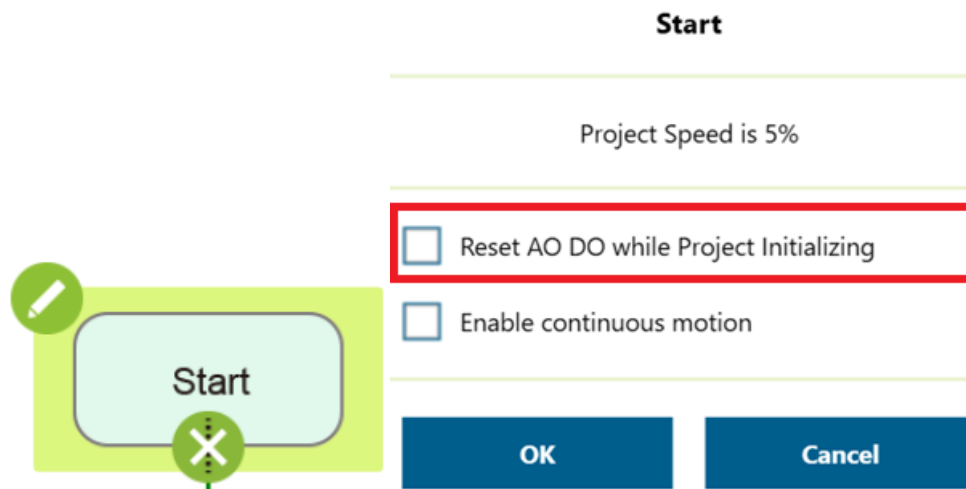 Start
Project Speed is 5%
Reset AO DO while Project Initializing
Enable continuous motion
OK
Cancel
Start